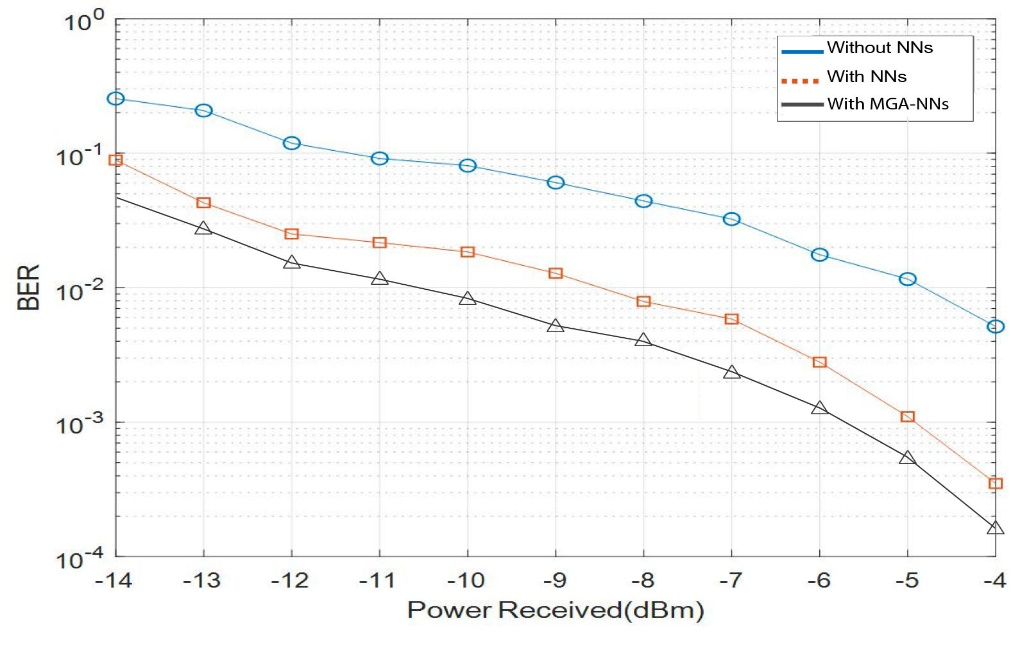 10^0
10^-1
10^-2
10^-3
10^-4
BER
Without NNs
With NNs
With MGA-NNs
-14 -13 -12 -11 -10 -9 -8 -7 -6 -5 -4
Power Received(dBm)